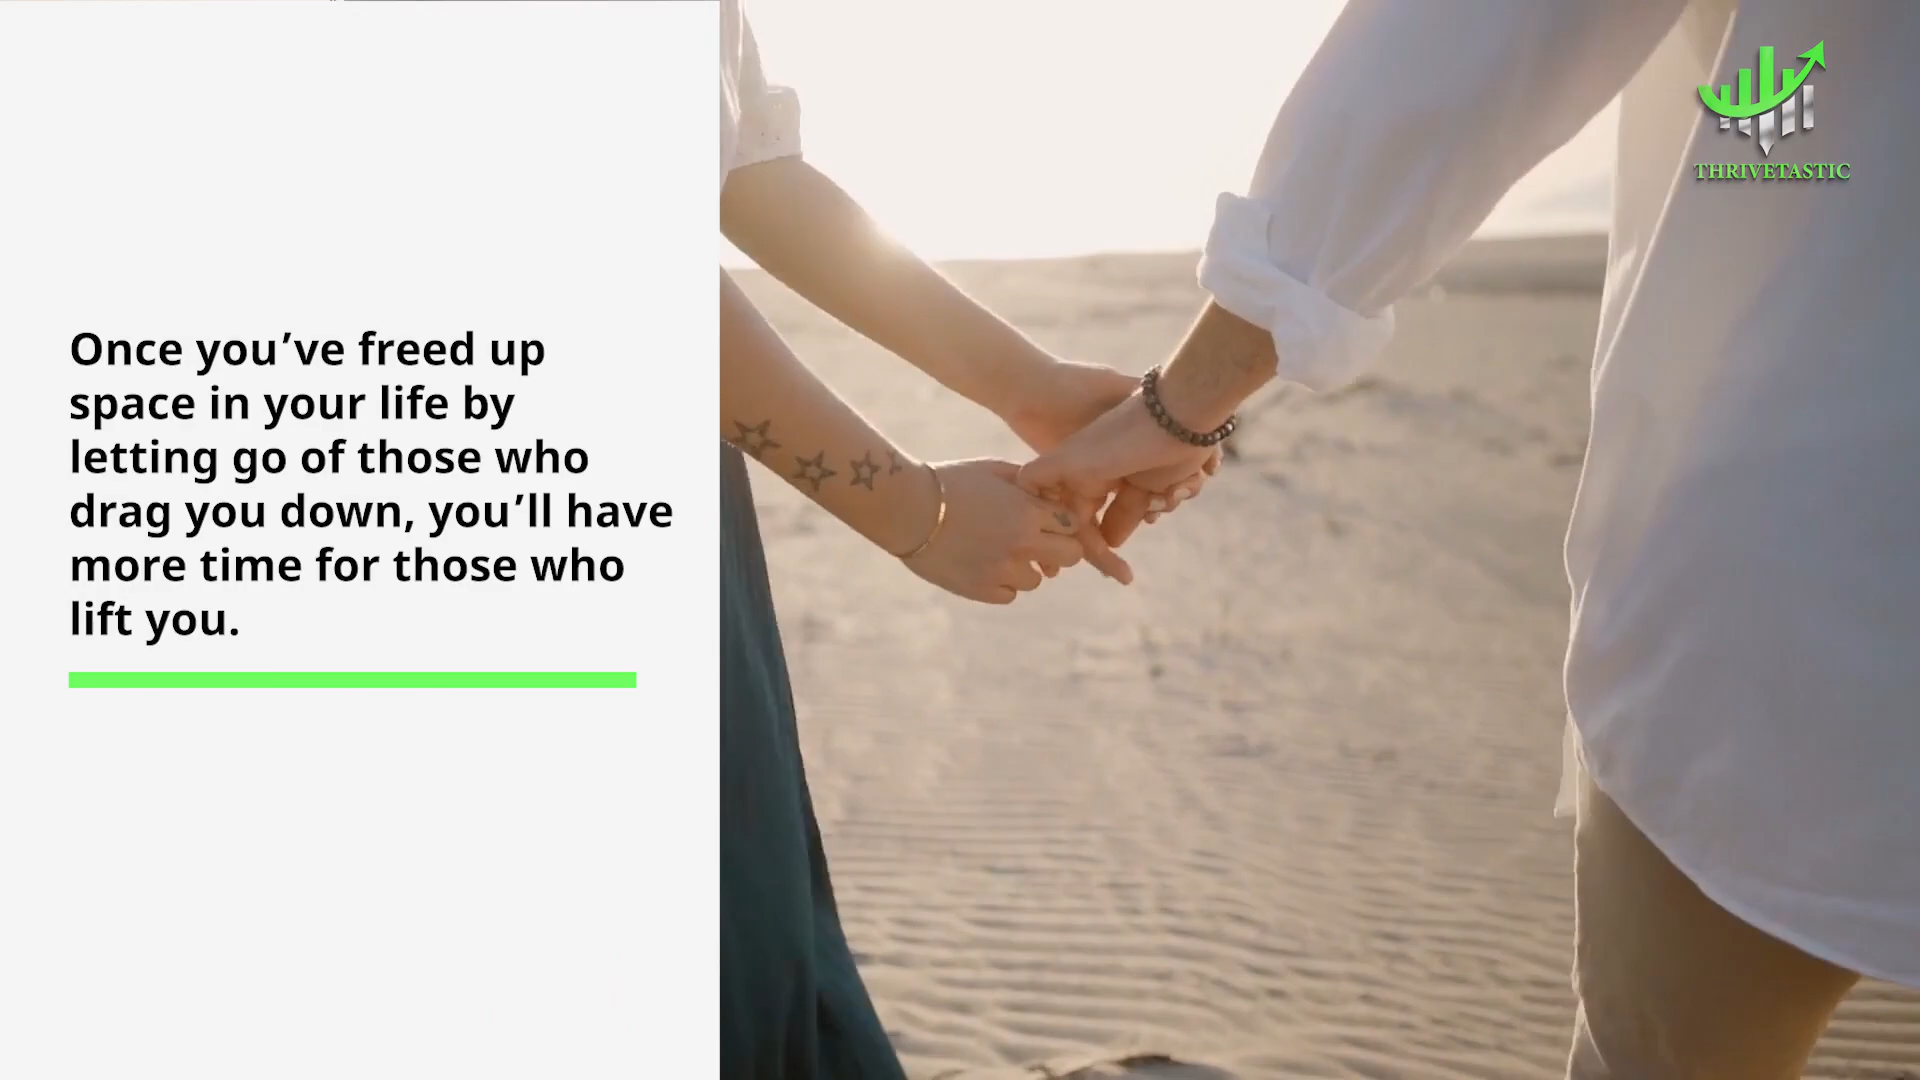 Once you’ve freed up
space in your life by
letting go of those who
drag you down, you’ll have
more time for those who
lift you.
THRIVETASTIC